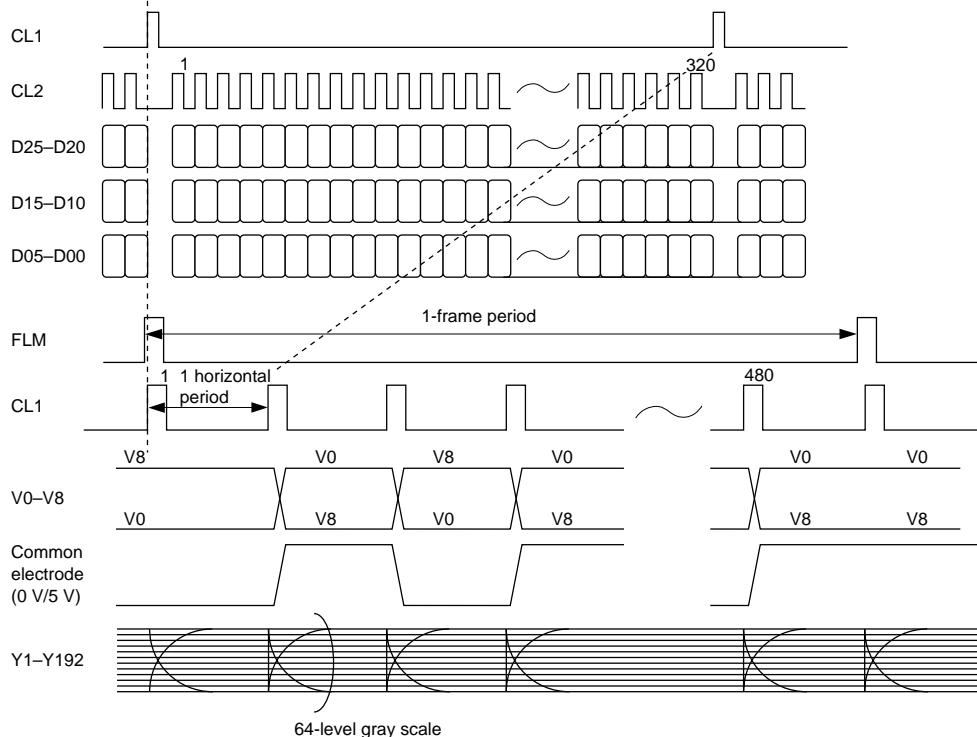 CL1
1
320
CL2
D25–D20
D15–D10
D05–D00
1-frame period
FLM
1 1 horizontal
period
480
CL1
V8 V0 V8 V0 V0 V0
V0–V8
V0 V8 V0 V8 V8 V8
Common
electrode
(0 V/5 V)
Y1–Y192
64-level gray scale